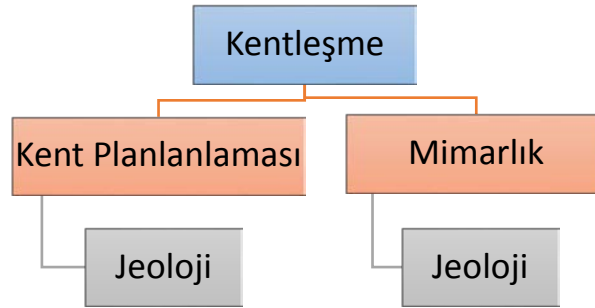 Kentleşme
Kent Planlanlaması
Mimarlık
Jeoloji
Jeoloji